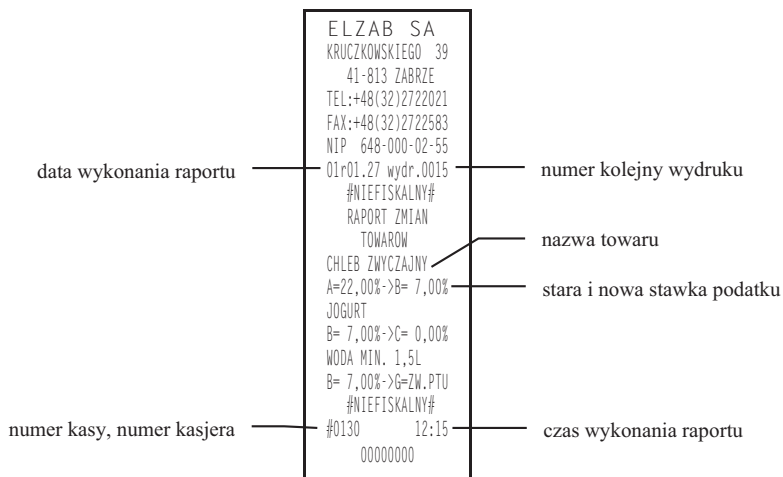 ELZAB SA
KRUCZKOWSKIEGO 39
41-813 ZABRZE
TEL:+48(32)2722021
FAX:+48(32)2722583
NIP 648-000-02-55
data wykonania raportu
01r01.27 wydr.0015
numer kolejny wydruku
#NIEFISKALNY#
RAPORT ZMIAN
TOWAROW
nazwa towaru
CHLEB ZWYCZAJNY
A=22,00%->B= 7,00%
stara i nowa stawka podatku
JOGURT
B= 7,00%->C= 0,00%
WODA MIN. 1,5L
B= 7,00%->G=ZW.PTU
#NIEFISKALNY#
numer kasy, numer kasjera
#0130 12:15
czas wykonania raportu
00000000